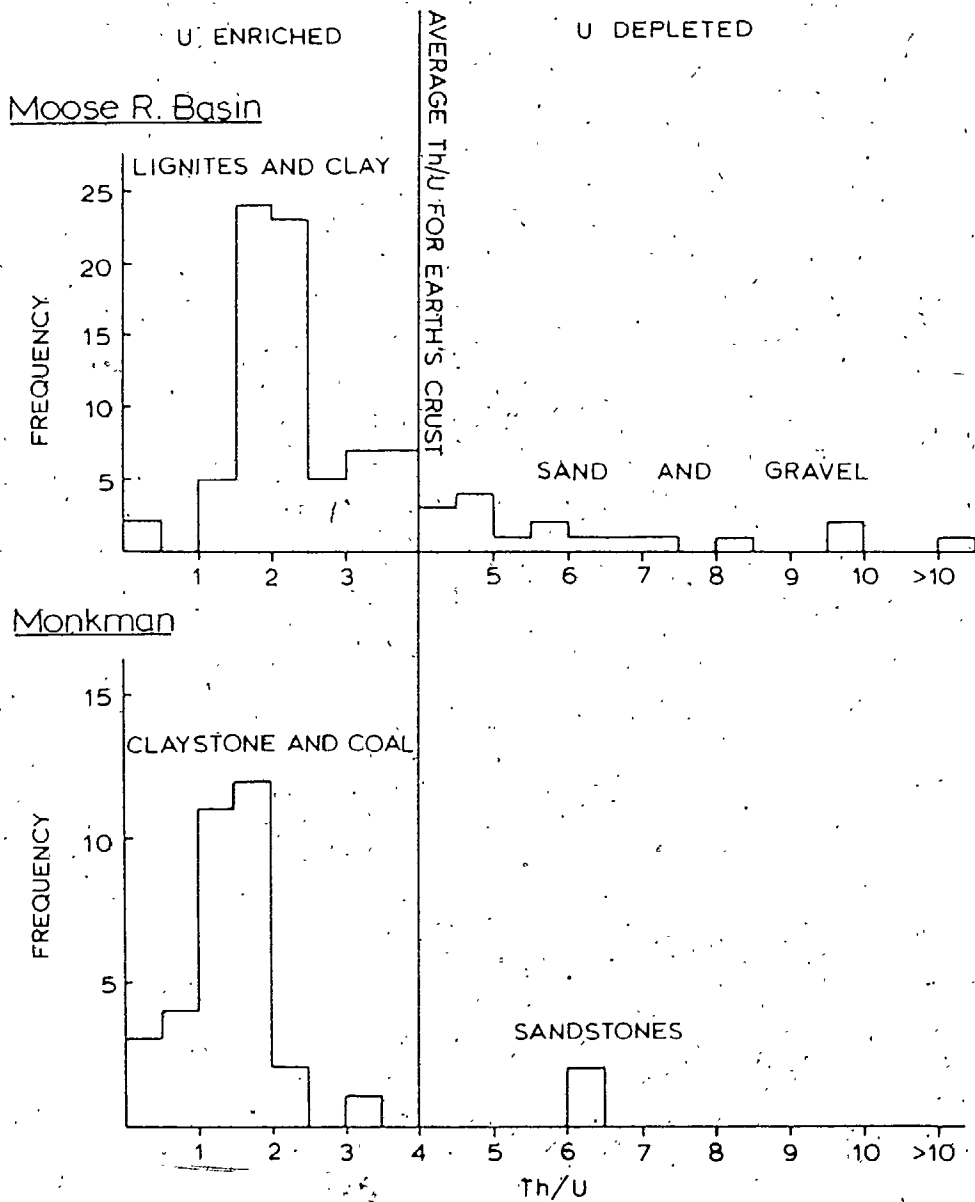 U ENRICHED
U DEPLETED
AVERAGE Th/U FOR EARTH'S CRUST
Moose R. Basin
LIGNITES AND CLAY
25
20
15
10
5
FREQUENCY
SAND AND GRAVEL
1 2 3 5 6 7 8 9 10 >10
Monkman
15
CLAYSTONE AND COAL
10
5
FREQUENCY
SANDSTONES
1 2 3 4 5 6 7 8 9 10 >10
Th/U